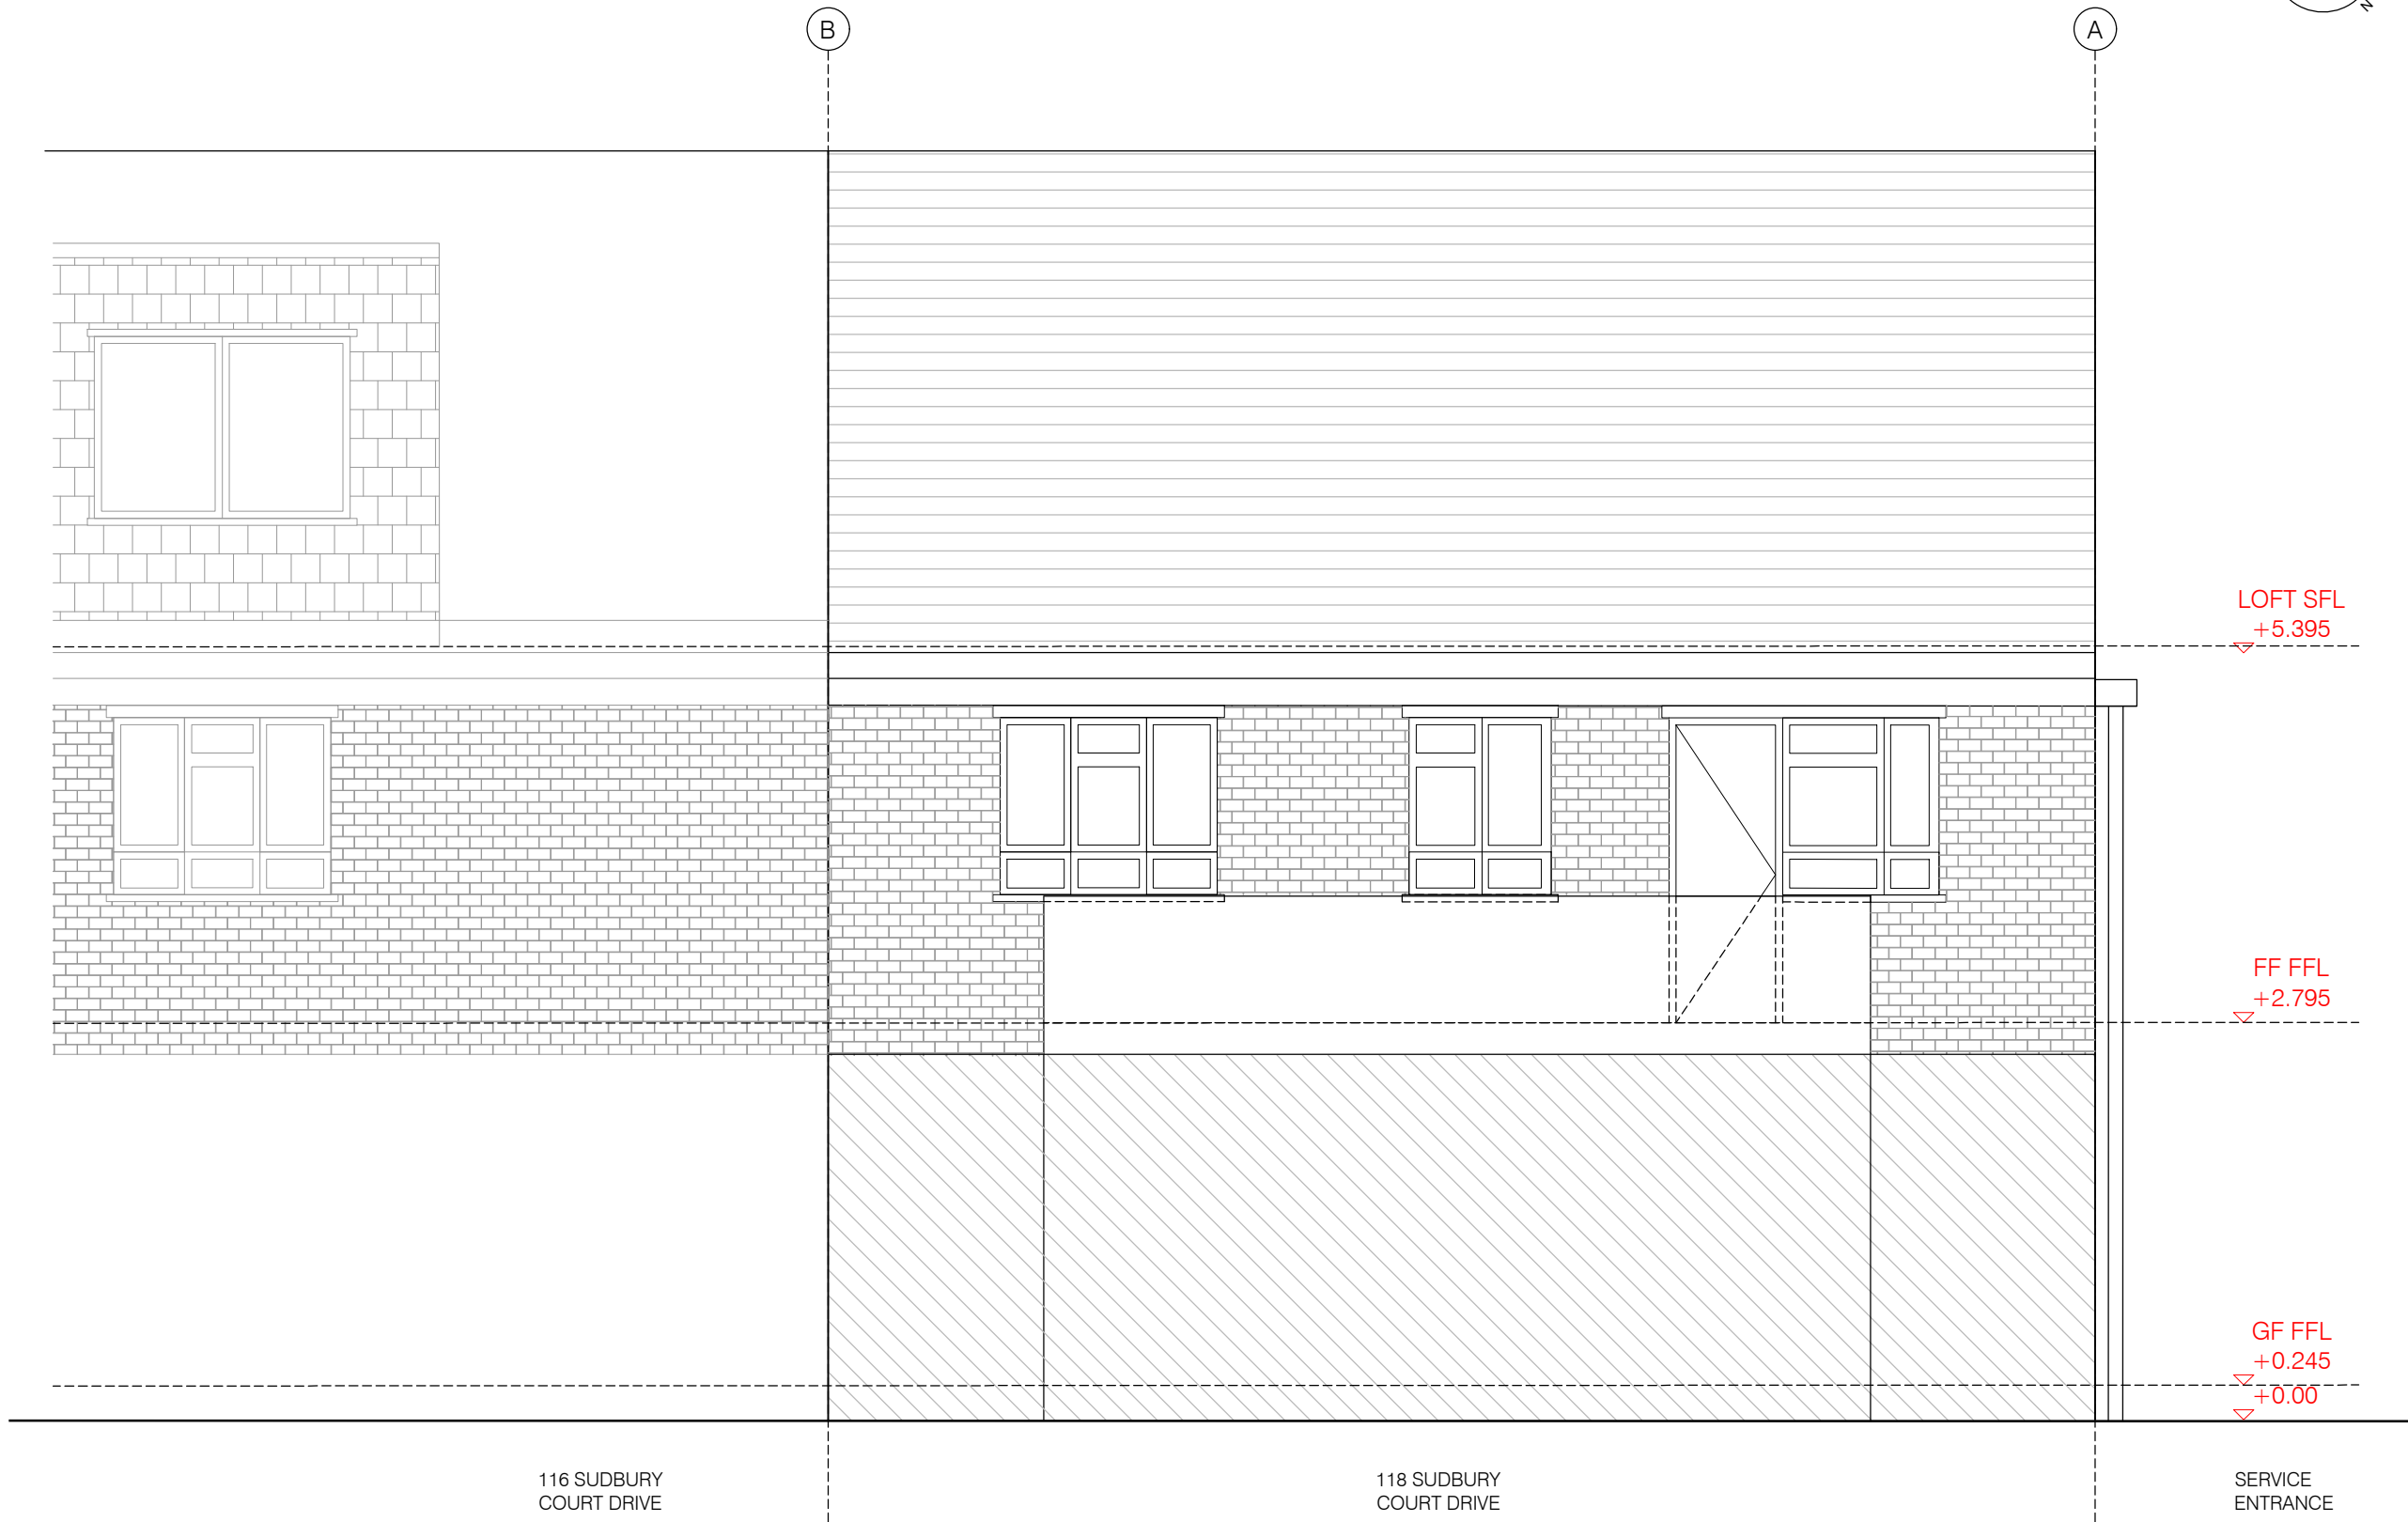 N
B
A
LOFT SFL
+5.395
FF FFL
+2.795
GF FFL
+0.245
+0.00
116 SUDBURY
COURT DRIVE
118 SUDBURY
COURT DRIVE
SERVICE
ENTRANCE